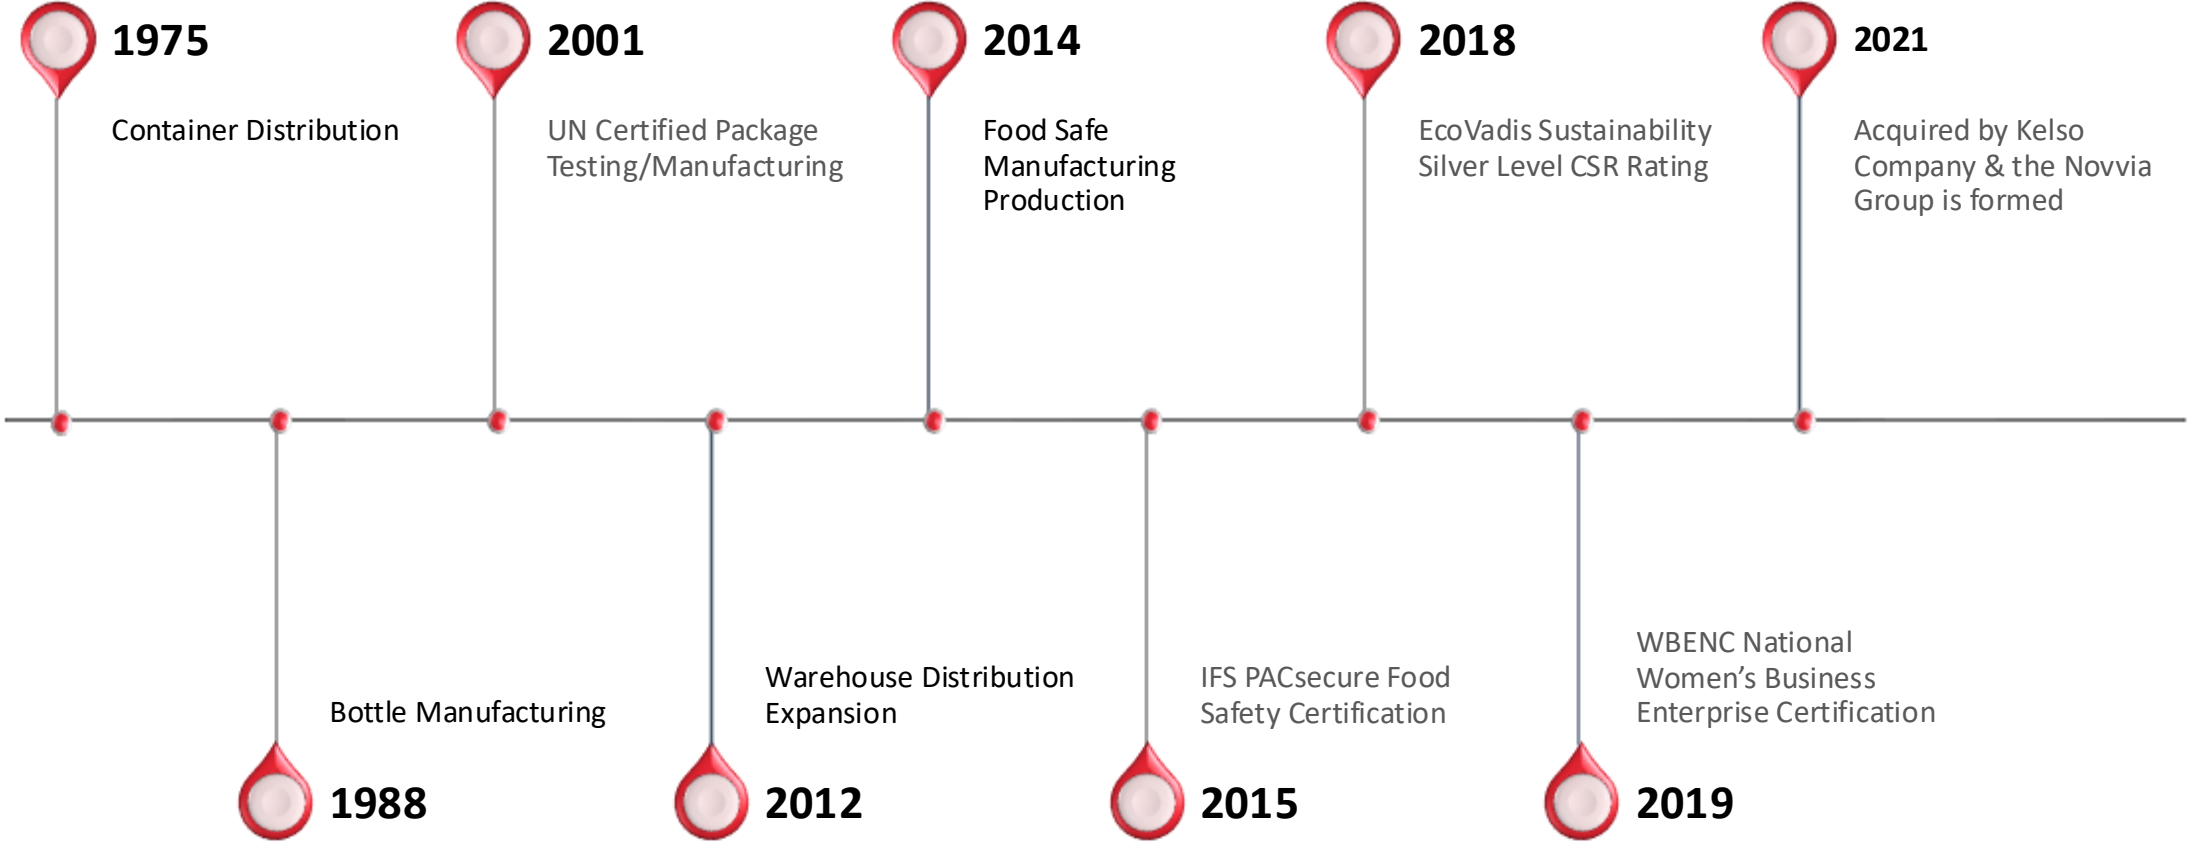 1975
Container Distribution
2001
UN Certified Package
Testing/Manufacturing
2014
Food Safe
Manufacturing
Production
2018
EcoVadis Sustainability
Silver Level CSR Rating
2021
Acquired by Kelso
Company & the Novvia
Group is formed
Bottle Manufacturing
1988
Warehouse Distribution
Expansion
2012
IFS PACsecure Food
Safety Certification
2015
WBENC National
Women’s Business
Enterprise Certification
2019